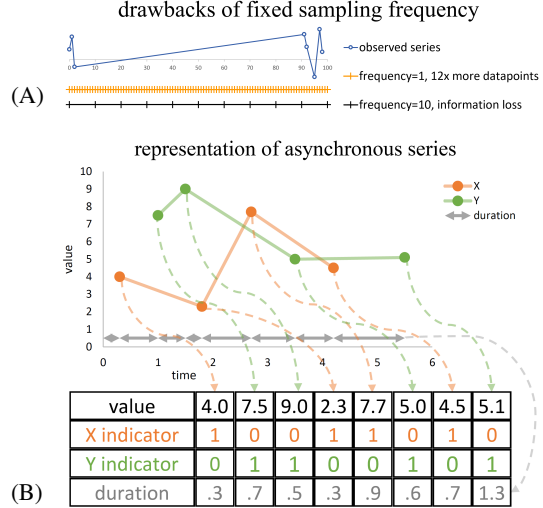 drawbacks of fixed sampling frequency
observed series
0 10 20 30 40 50 60 70 80 90 100
frequency=1, 12x more datapoints
(A)
frequency=10, information loss
representation of asynchronous series
10
9
8
7
6
5
4
3
2
1
0
value
X
Y
duration
0 1 2 3 4 5 6
time
value 4.0 7.5 9.0 2.3 7.7 5.0 4.5 5.1
X indicator 1 0 0 1 1 0 1 0
Y indicator 0 1 1 0 0 1 0 1
(B) duration .3 .7 .5 .3 .9 .6 .7 1.3